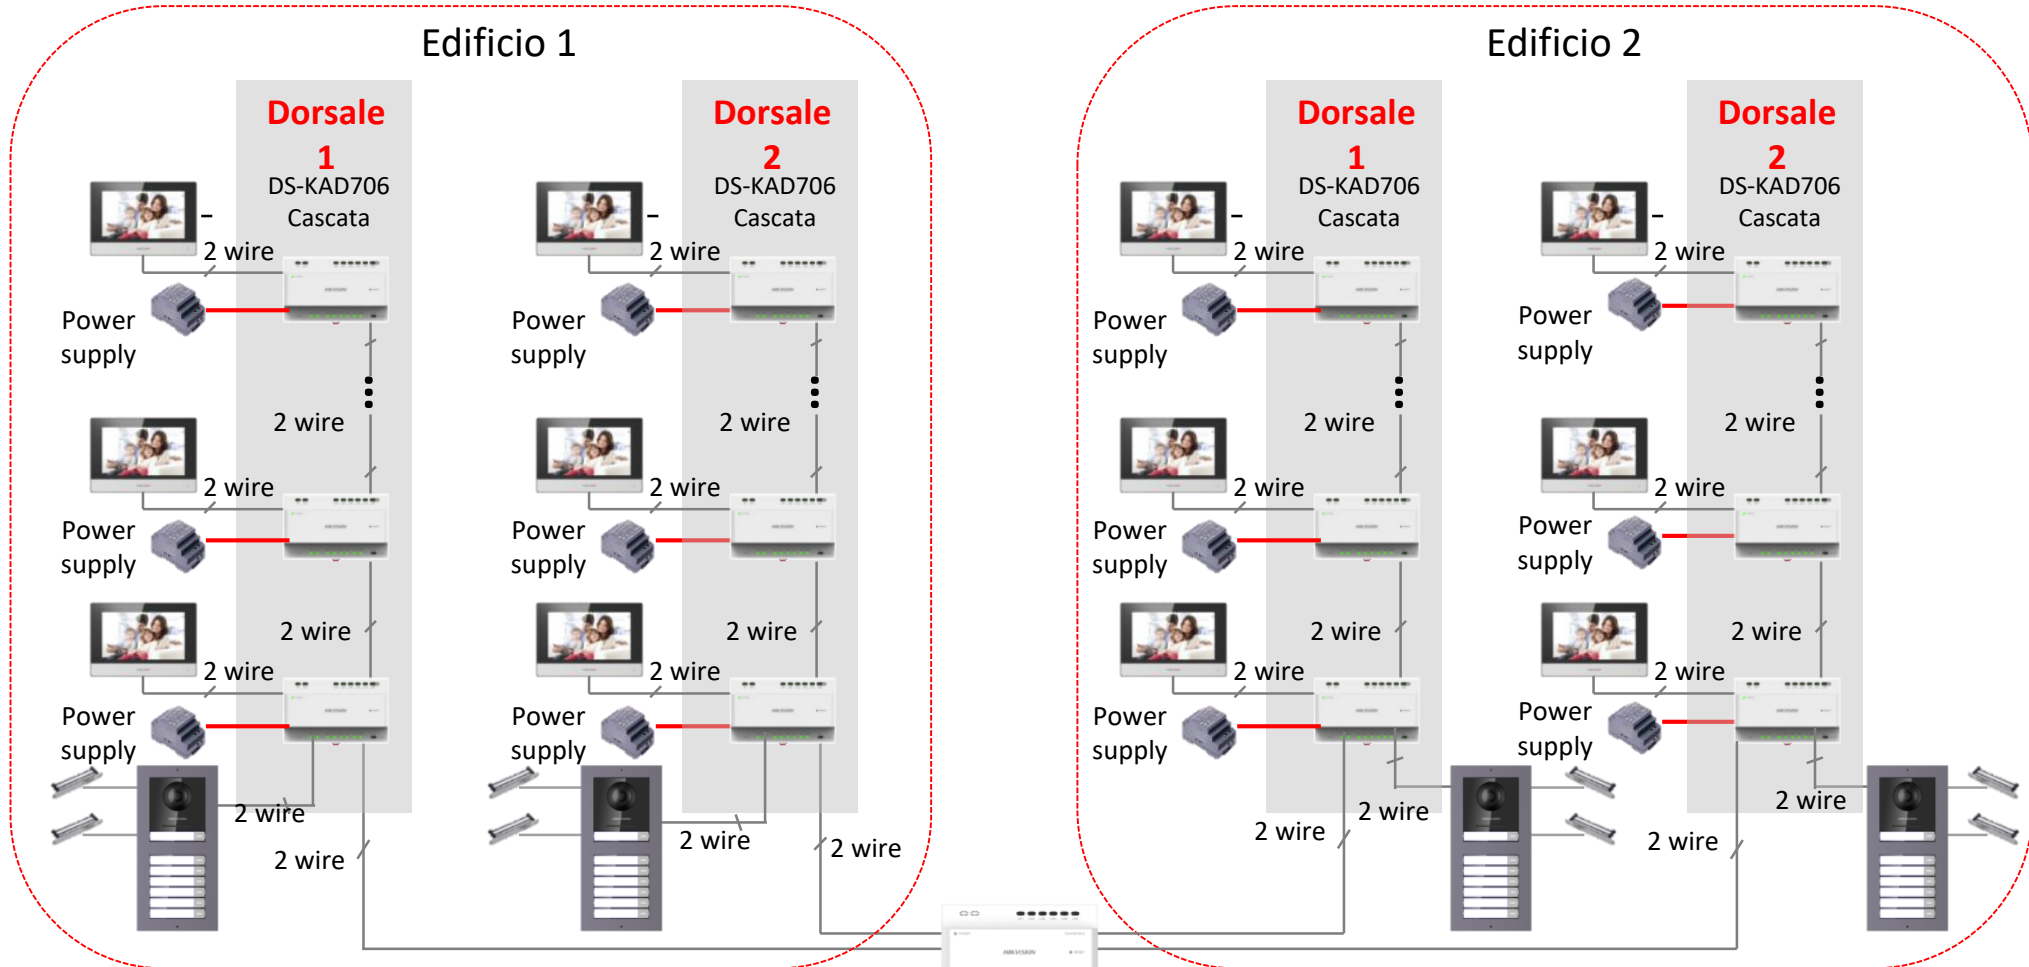 Edificio 1
Edificio 2
Dorsale
1
DS-KAD706
Cascata
Dorsale
2
DS-KAD706
Cascata
Dorsale
1
DS-KAD706
Cascata
Dorsale
2
DS-KAD706
Cascata
2 wire
2 wire
2 wire
2 wire
Power
supply
Power
supply
Power
supply
Power
supply
2 wire
2 wire
2 wire
2 wire
2 wire
2 wire
2 wire
2 wire
Power
supply
Power
supply
Power
supply
Power
supply
2 wire
2 wire
2 wire
2 wire
2 wire
2 wire
2 wire
2 wire
Power
supply
Power
supply
Power
supply
Power
supply
2 wire
2 wire
2 wire
2 wire
2 wire
2 wire
2 wire
2 wire
HIKVISION